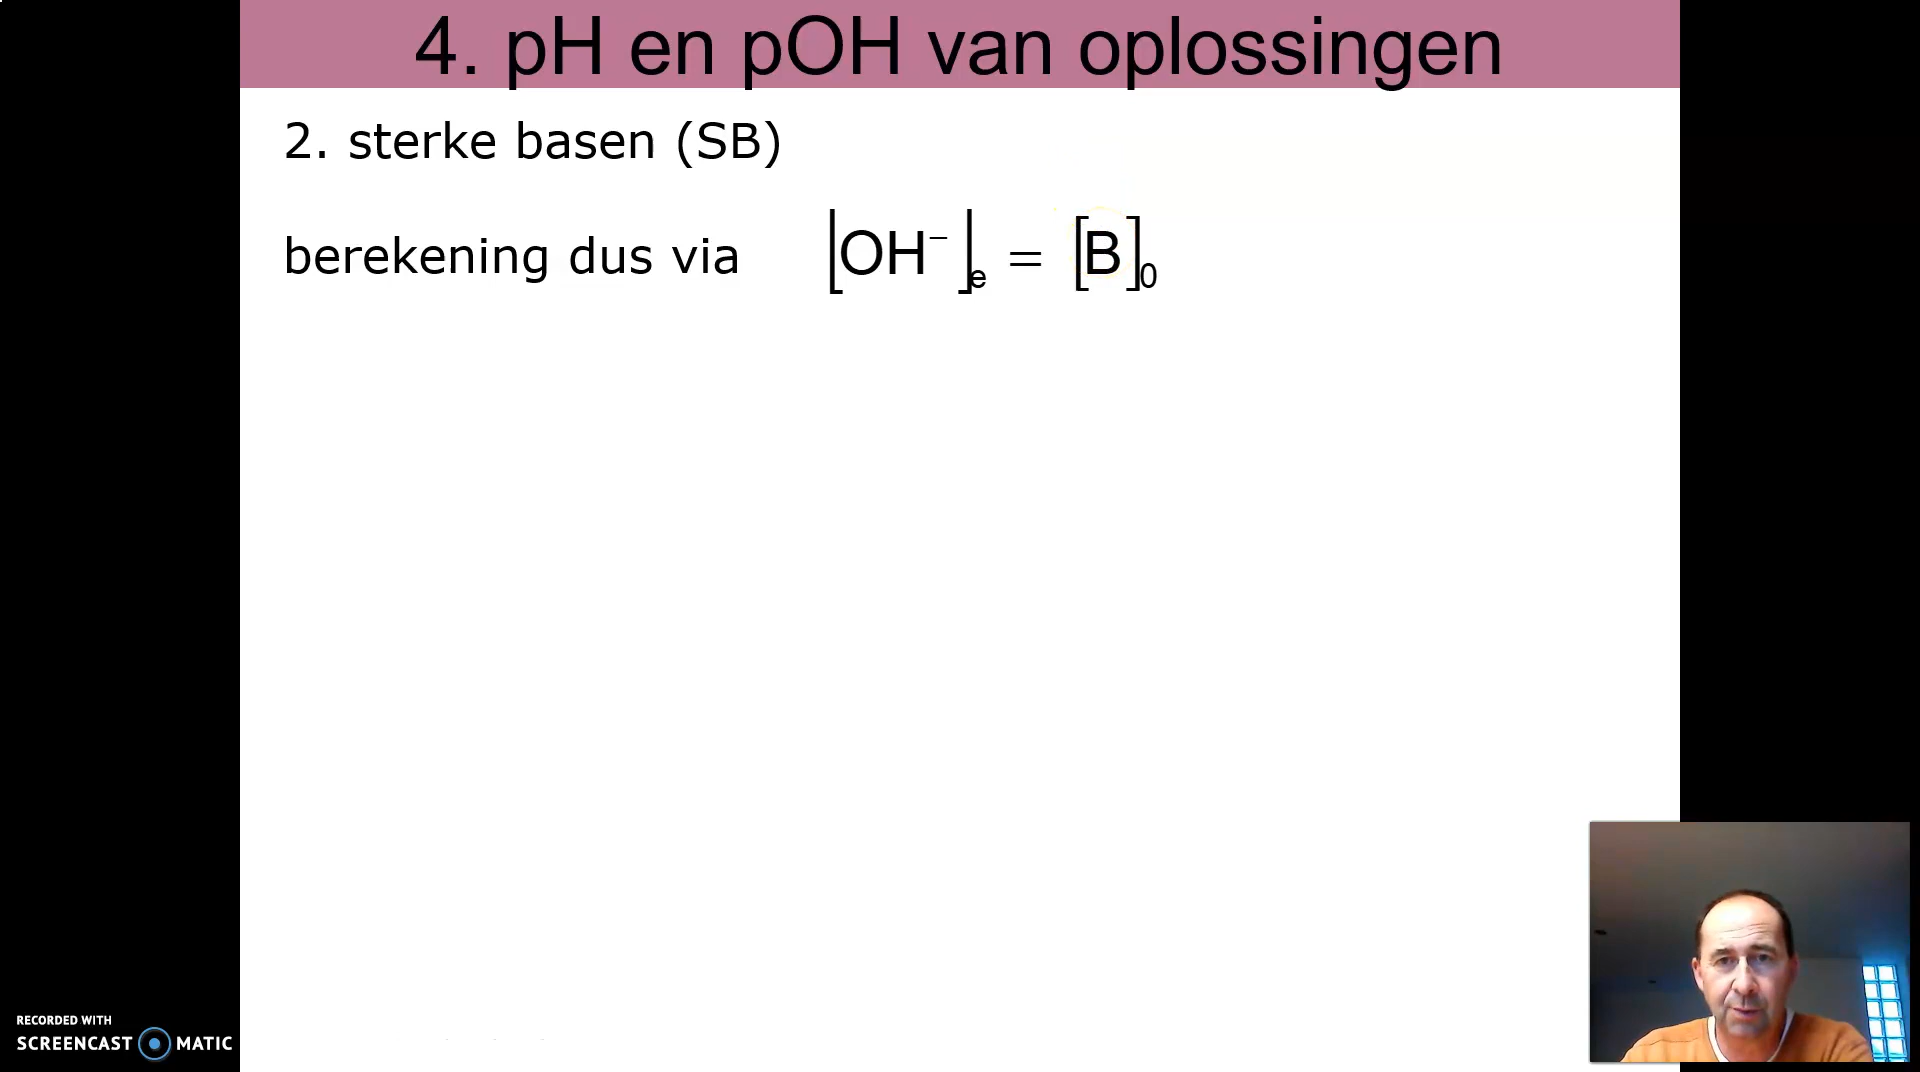 4. pH en pOH van oplossingen
2. sterke basen (SB)
berekening dus via [OH⁻]ₑ = [B]₀
RECORDED WITH
SCREENCAST MATIC